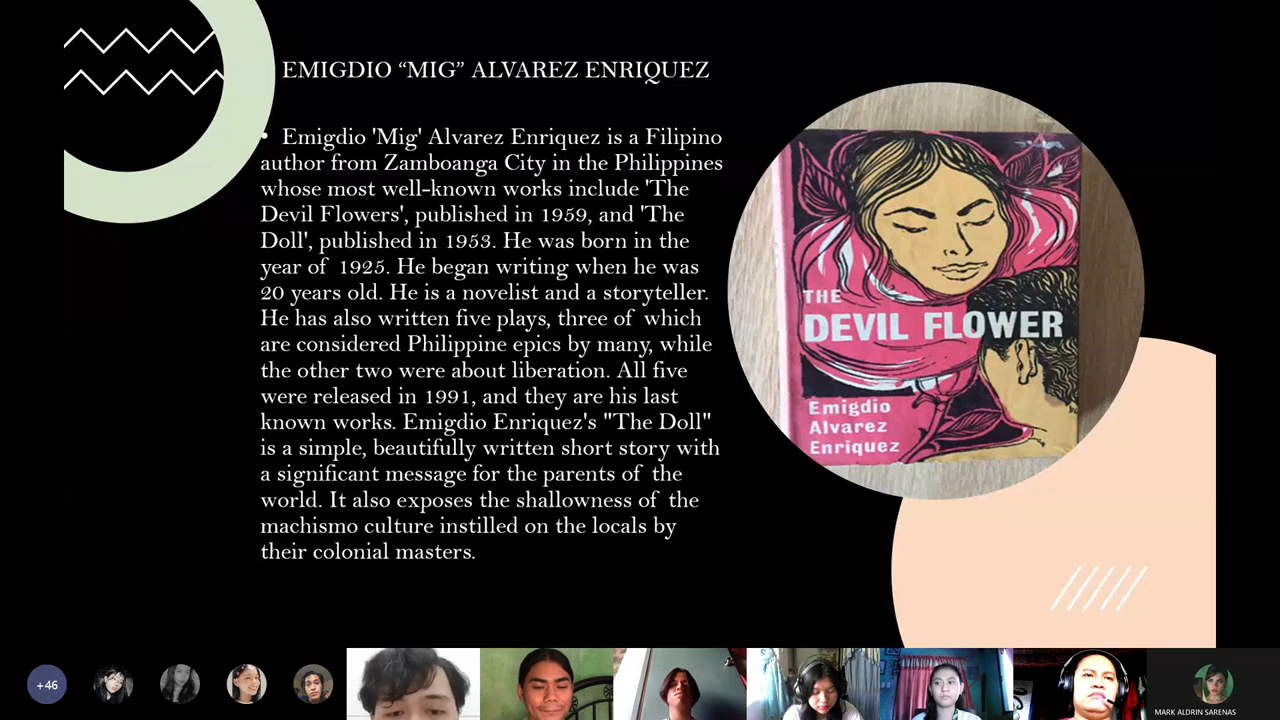 EMIGDIO “MIG” ALVAREZ ENRIQUEZ
• Emigdio 'Mig' Alvarez Enriquez is a Filipino
author from Zamboanga City in the Philippines
whose most well-known works include 'The
Devil Flowers', published in 1959, and 'The
Doll', published in 1953. He was born in the
year of 1925. He began writing when he was
20 years old. He is a novelist and a storyteller.
He has also written five plays, three of which
are considered Philippine epics by many, while
the other two were about liberation. All five
were released in 1991, and they are his last
known works. Emigdio Enriquez's "The Doll"
is a simple, beautifully written short story with
a significant message for the parents of the
world. It also exposes the shallowness of the
machismo culture instilled on the locals by
their colonial masters.
THE
DEVIL FLOWER
Emigdio
Alvarez
Enriquez
+46
MARK ALDRIN SARENAS